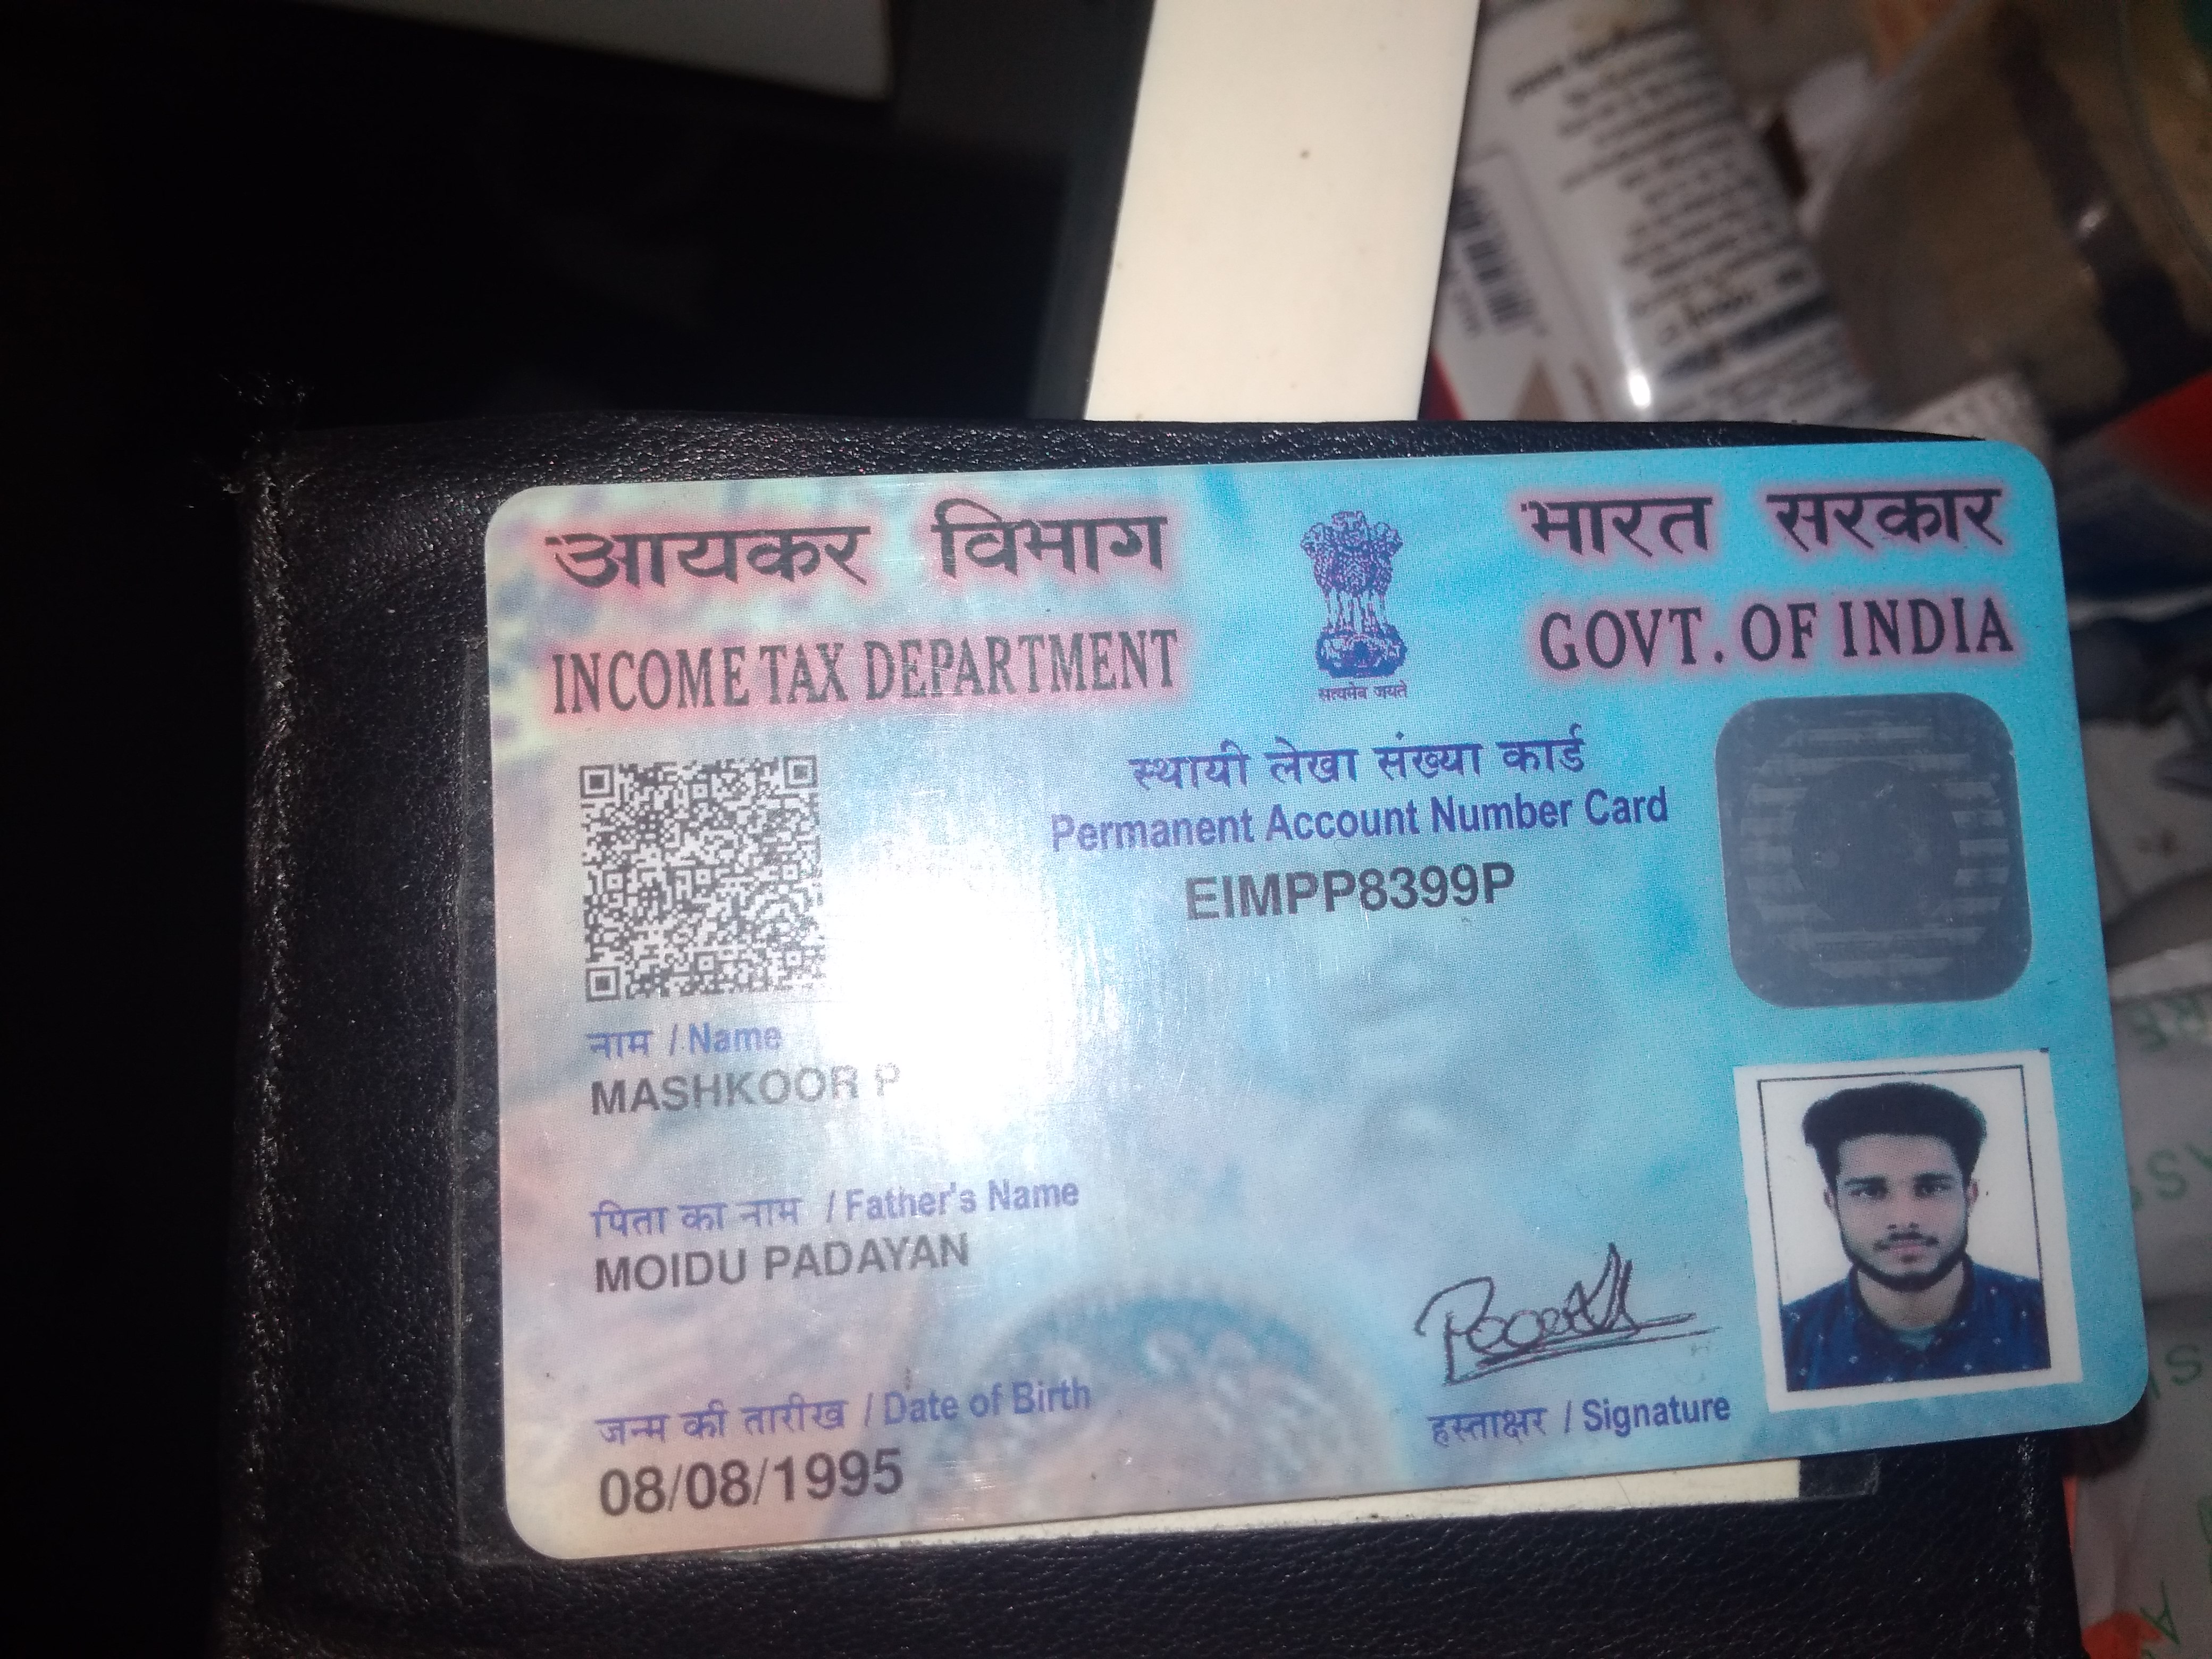 आयकर विभाग
INCOME TAX DEPARTMENT
सत्यमेव जयते
भारत सरकार
GOVT. OF INDIA
स्थायी लेखा संख्या कार्ड
Permanent Account Number Card
EIMPP8399P
नाम / Name
MASHKOOR P
पिता का नाम / Father's Name
MOIDU PADAYAN
जन्म की तारीख / Date of Birth
08/08/1995
हस्ताक्षर / Signature